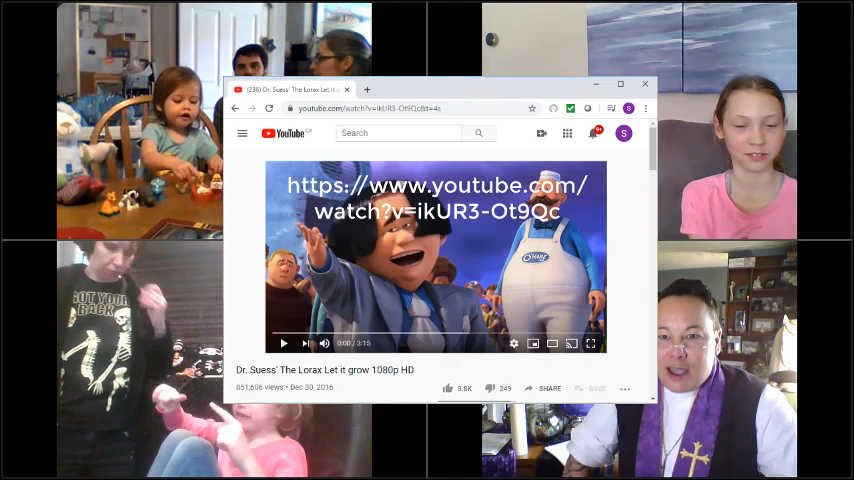 (236) Dr. Suess' The Lorax Let it g
youtube.com/watch?v=ikUR3-Ot9Qc&t=4s
YouTube
Search
9+
S
S
https://www.youtube.com/
watch?v=ikUR3-Ot9Qc
O'HARE
0:00 / 3:15
Dr. Suess' The Lorax Let it grow 1080p HD
851,606 views • Dec 30, 2016
3.8K
249
SHARE
SAVE
GOT YOUR
BACK